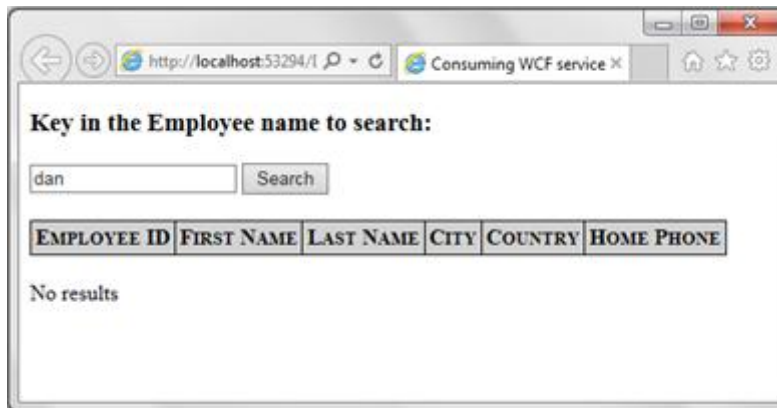 http://localhost:53294/
Consuming WCF service
Key in the Employee name to search:
dan
Search
EMPLOYEE ID FIRST NAME LAST NAME CITY COUNTRY HOME PHONE
No results